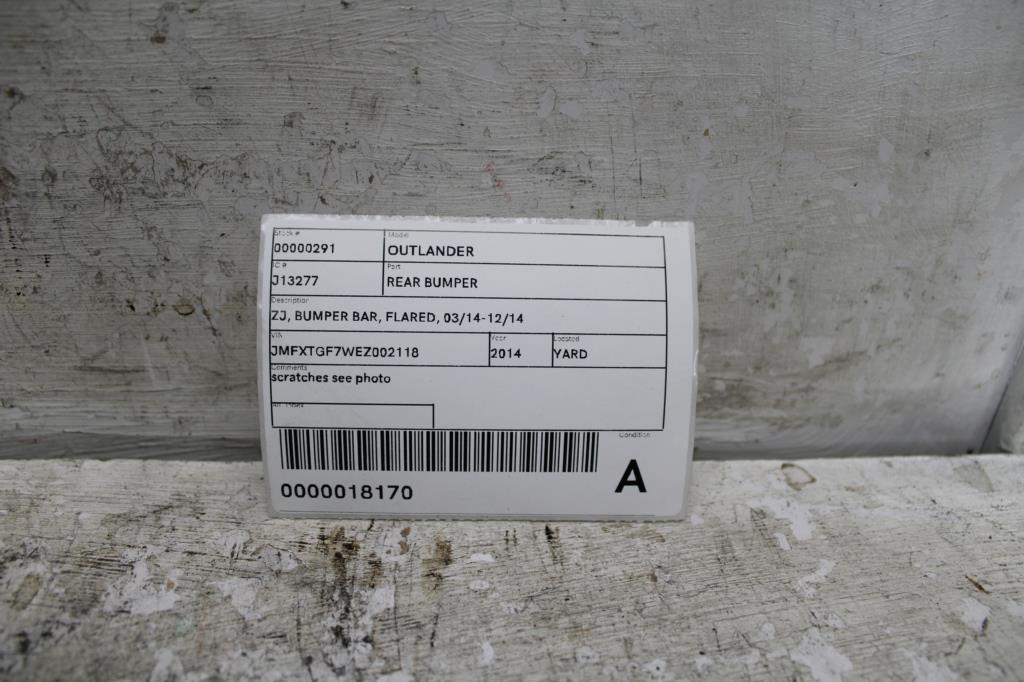 Stock # Model
00000291 OUTLANDER
IC # Part
J13277 REAR BUMPER
Description
ZJ, BUMPER BAR, FLARED, 03/14-12/14
VIN Year Located
JMFXTGF7WEZ002118 2014 YARD
Comments
scratches see photo
Condition
0000018170 A